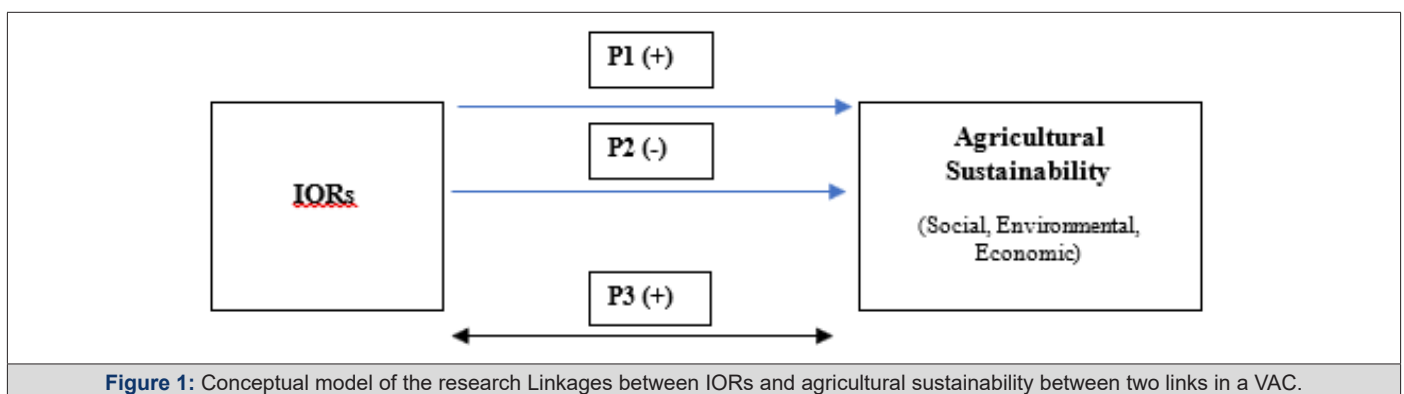 P1 (+)
P2 (-)
IORs
Agricultural
Sustainability
(Social, Environmental,
Economic)
P3 (+)
Figure 1: Conceptual model of the research Linkages between IORs and agricultural sustainability between two links in a VAC.